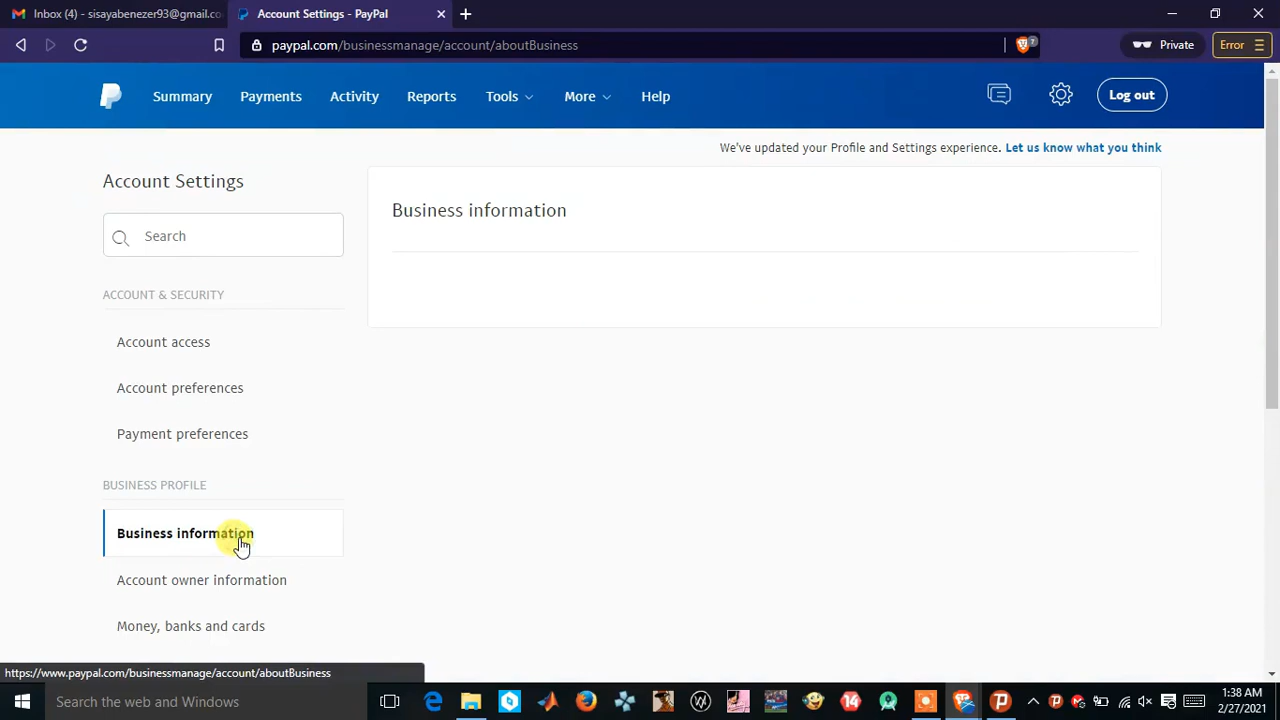 Inbox (4) - sisayabenezer93@gmail.co
Account Settings - PayPal
paypal.com/businessmanage/account/aboutBusiness
7
Private
Error
Summary
Payments
Activity
Reports
Tools
More
Help
Log out
We've updated your Profile and Settings experience. Let us know what you think
Account Settings
Business information
Search
ACCOUNT & SECURITY
Account access
Account preferences
Payment preferences
BUSINESS PROFILE
Business information
Account owner information
Money, banks and cards
https://www.paypal.com/businessmanage/account/aboutBusiness
Search the web and Windows
14
1:38 AM
2/27/2021